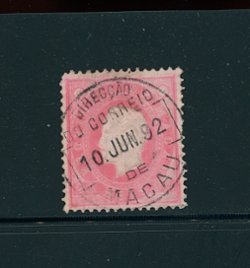 DIRECÇÃO
DO CORREIO
10.JUN.92
DE
MACAU